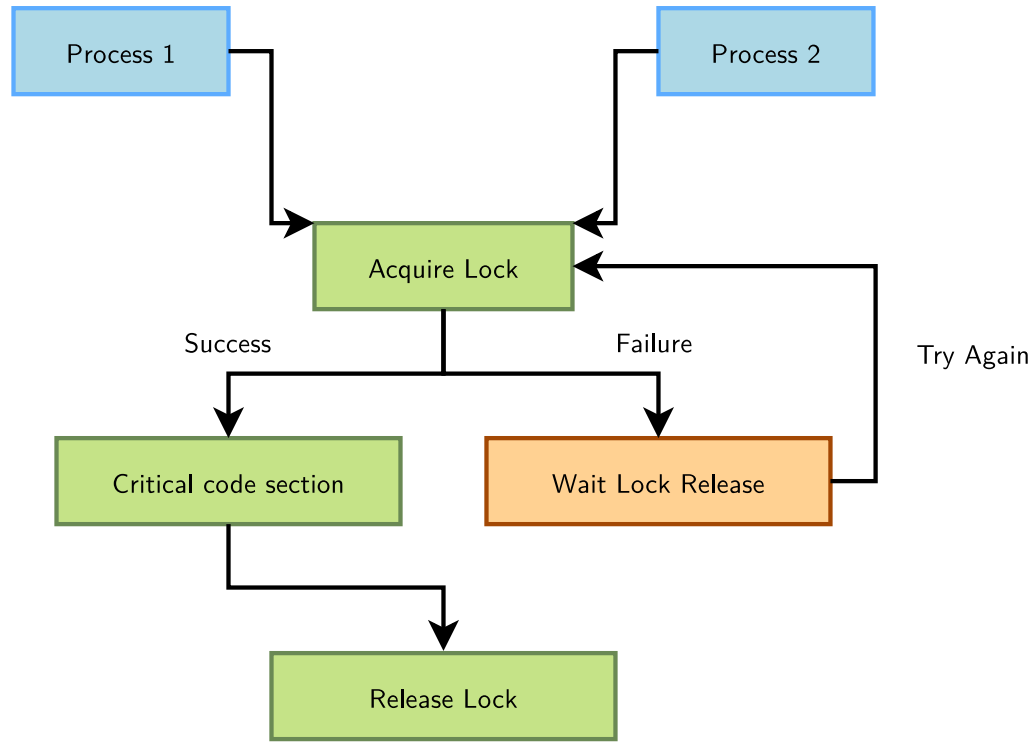 Process 1
Process 2
Acquire Lock
Success
Failure
Try Again
Critical code section
Wait Lock Release
Release Lock